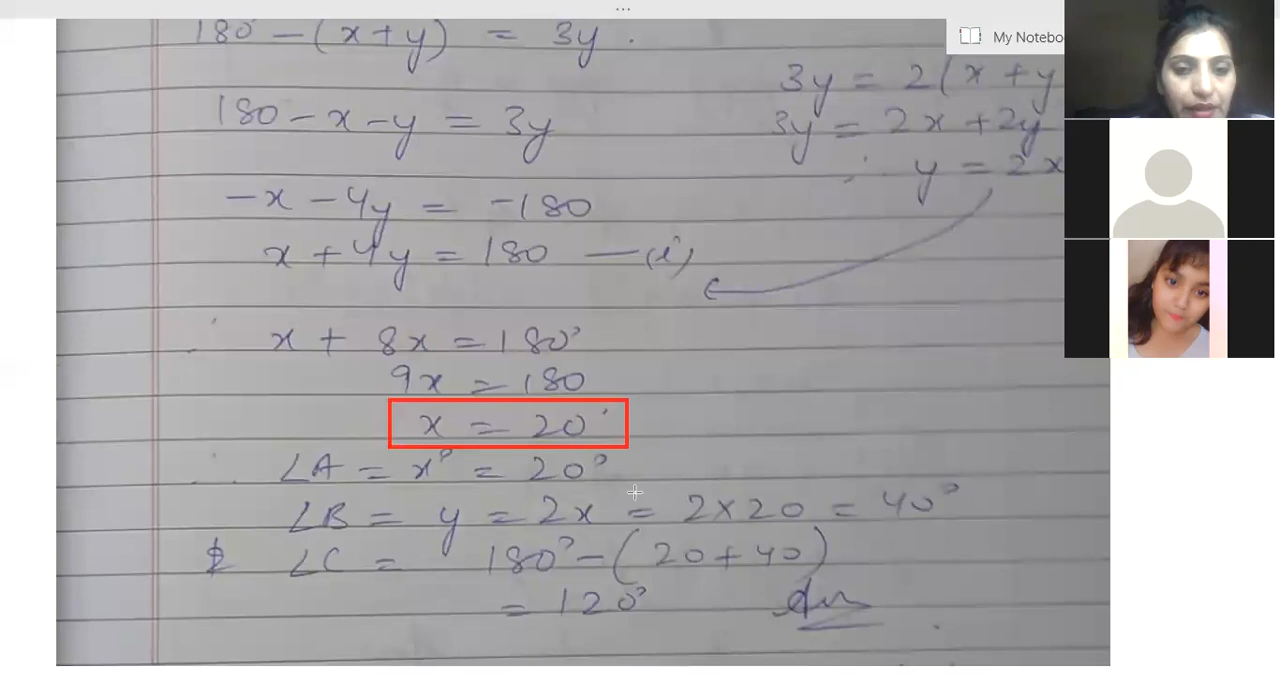 ...
180° - (x + y) = 3y .
My Notebo
3y = 2(x + y
180 - x - y = 3y
3y = 2x + 2y
∴ y = 2x
-x - 4y = -180
x + 4y = 180 — (i)
∴ x + 8x = 180°
9x = 180
x = 20°
∴ ∠A = x° = 20°
∠B = y = 2x = 2×20 = 40°
& ∠C = 180° - (20 + 40)
= 120° Ans